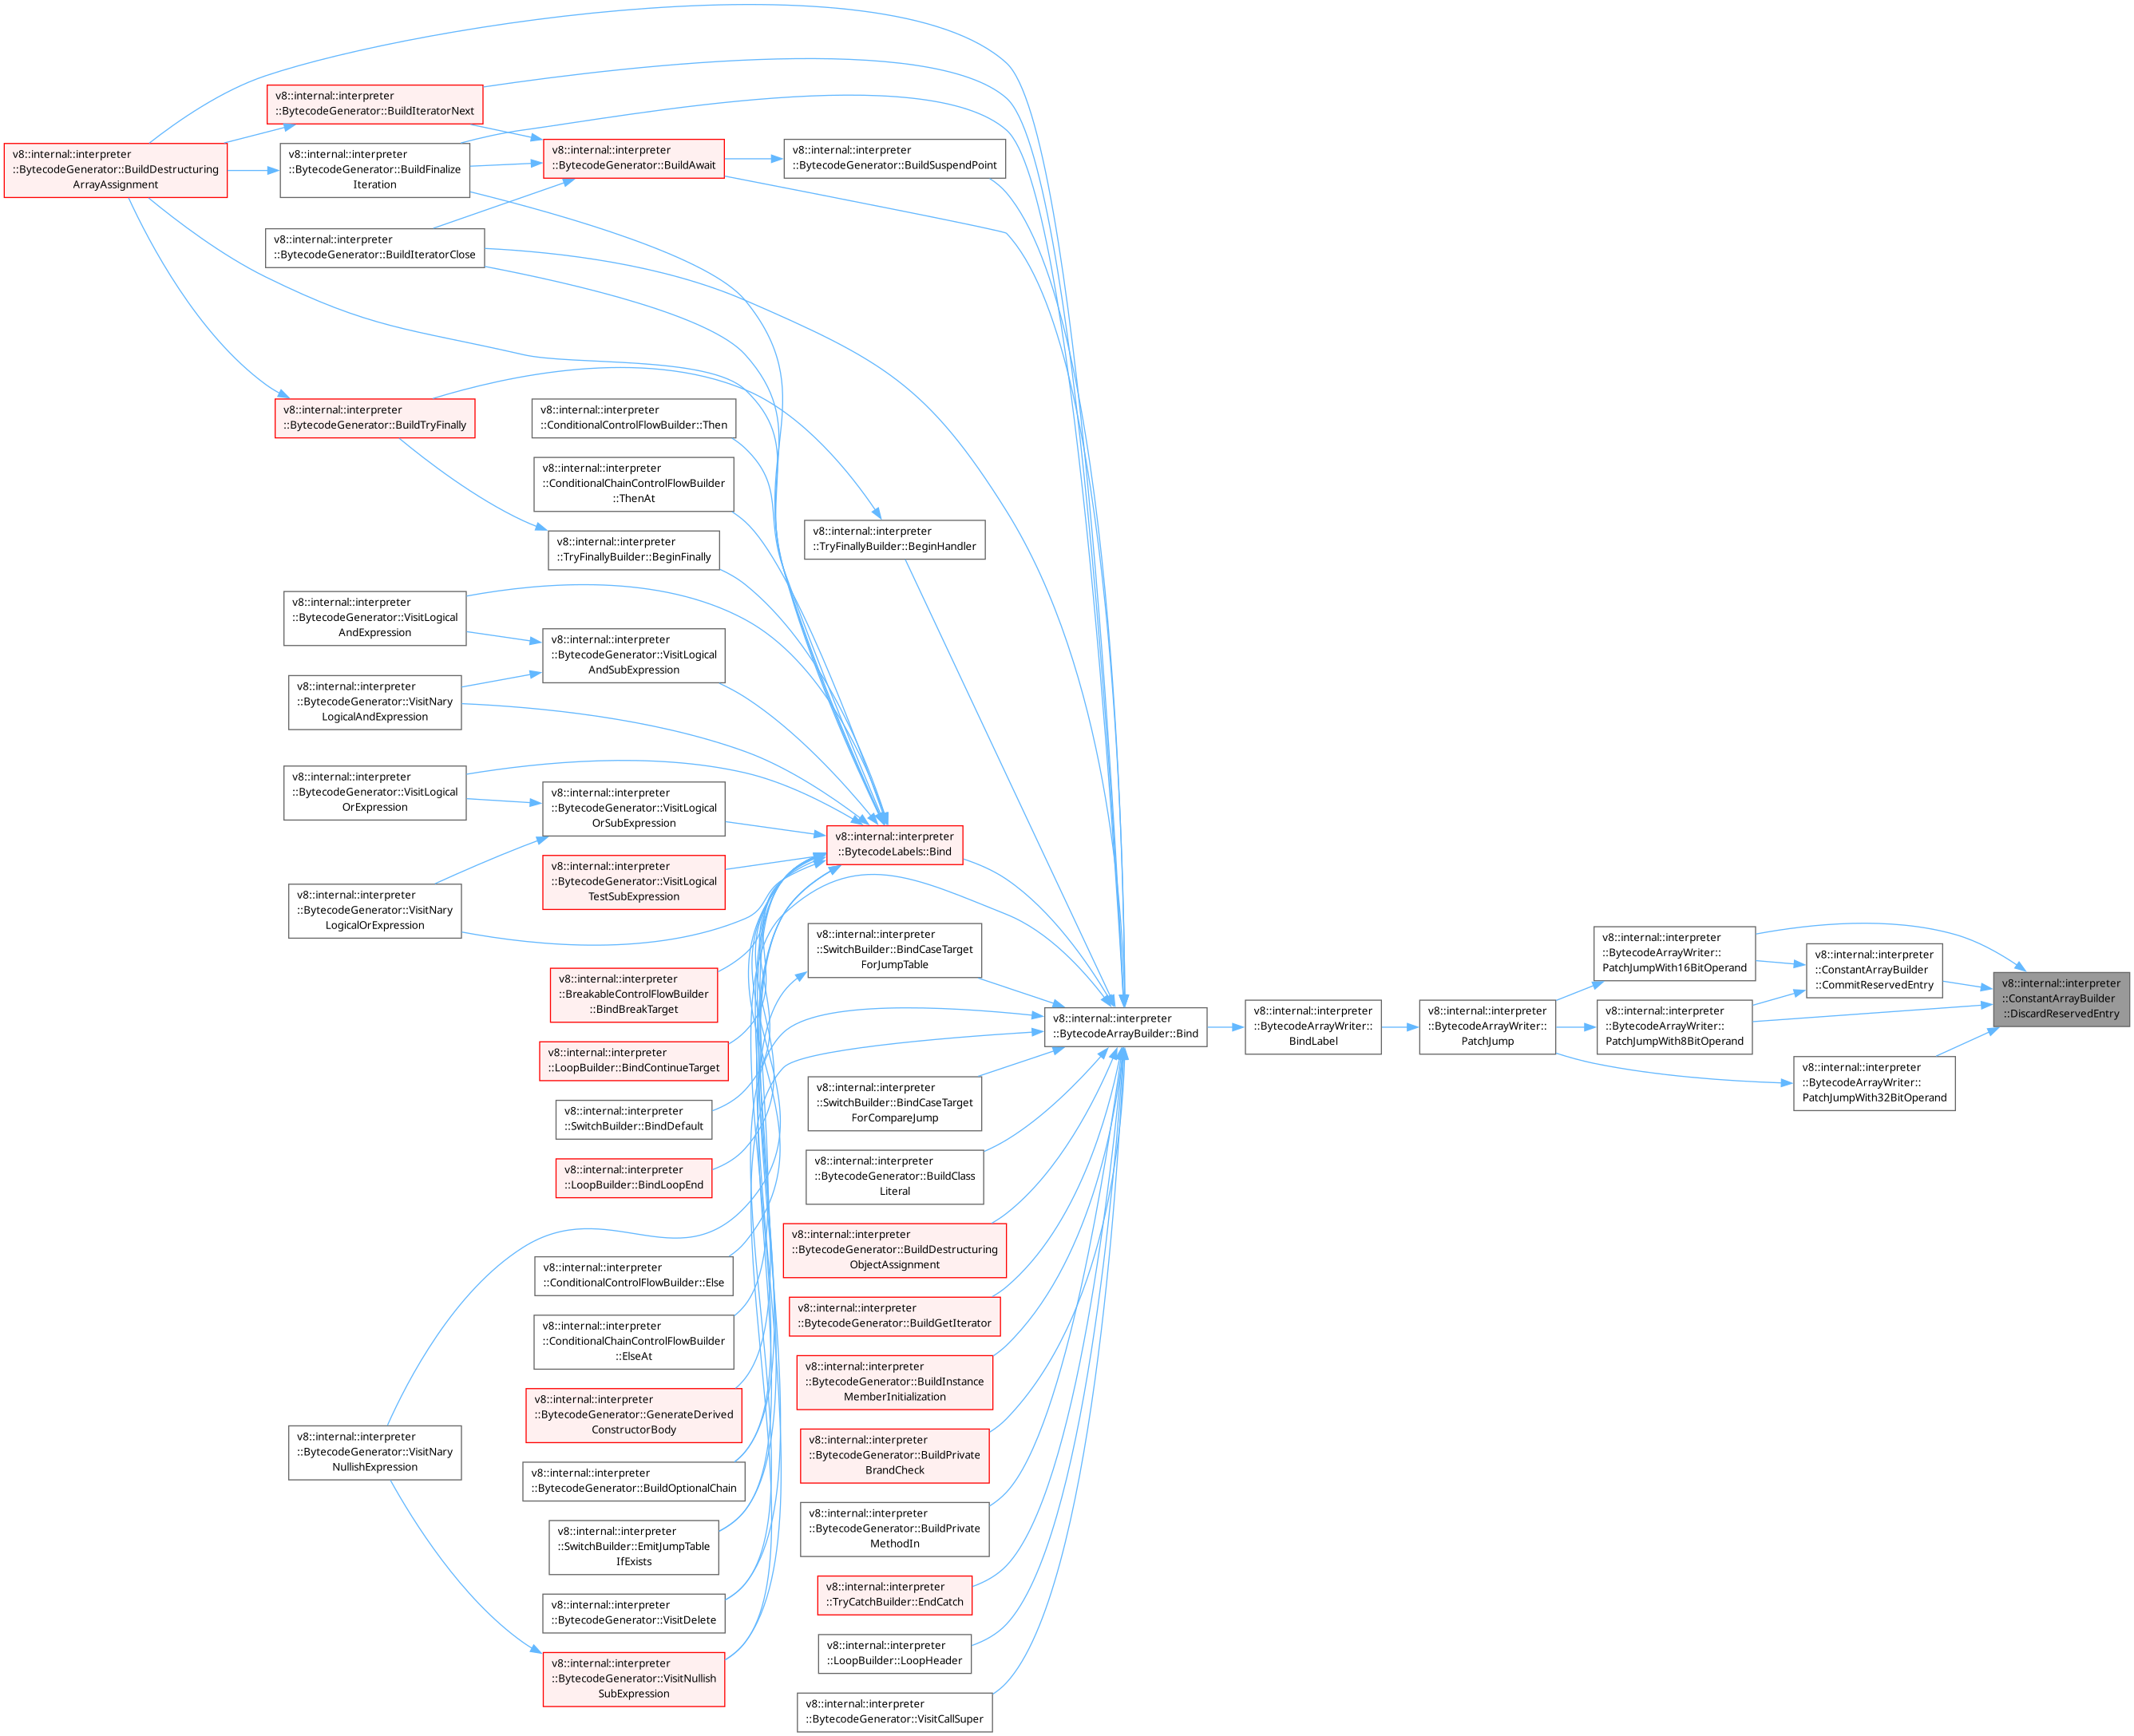 v8::internal::interpreter
::BytecodeGenerator::BuildIteratorNext
v8::internal::interpreter
::BytecodeGenerator::BuildDestructuring
ArrayAssignment
v8::internal::interpreter
::BytecodeGenerator::BuildFinalize
Iteration
v8::internal::interpreter
::BytecodeGenerator::BuildAwait
v8::internal::interpreter
::BytecodeGenerator::BuildSuspendPoint
v8::internal::interpreter
::BytecodeGenerator::BuildIteratorClose
v8::internal::interpreter
::BytecodeGenerator::BuildTryFinally
v8::internal::interpreter
::ConditionalControlFlowBuilder::Then
v8::internal::interpreter
::ConditionalChainControlFlowBuilder
::ThenAt
v8::internal::interpreter
::TryFinallyBuilder::BeginFinally
v8::internal::interpreter
::TryFinallyBuilder::BeginHandler
v8::internal::interpreter
::BytecodeGenerator::VisitLogical
AndExpression
v8::internal::interpreter
::BytecodeGenerator::VisitLogical
AndSubExpression
v8::internal::interpreter
::BytecodeGenerator::VisitNary
LogicalAndExpression
v8::internal::interpreter
::BytecodeGenerator::VisitLogical
OrExpression
v8::internal::interpreter
::BytecodeGenerator::VisitLogical
OrSubExpression
v8::internal::interpreter
::BytecodeLabels::Bind
v8::internal::interpreter
::BytecodeGenerator::VisitLogical
TestSubExpression
v8::internal::interpreter
::BytecodeGenerator::VisitNary
LogicalOrExpression
v8::internal::interpreter
::SwitchBuilder::BindCaseTarget
ForJumpTable
v8::internal::interpreter
::BytecodeArrayWriter::
PatchJumpWith16BitOperand
v8::internal::interpreter
::ConstantArrayBuilder
::CommitReservedEntry
v8::internal::interpreter
::ConstantArrayBuilder
::DiscardReservedEntry
v8::internal::interpreter
::BreakableControlFlowBuilder
::BindBreakTarget
v8::internal::interpreter
::BytecodeArrayBuilder::Bind
v8::internal::interpreter
::BytecodeArrayWriter::
BindLabel
v8::internal::interpreter
::BytecodeArrayWriter::
PatchJump
v8::internal::interpreter
::BytecodeArrayWriter::
PatchJumpWith8BitOperand
v8::internal::interpreter
::BytecodeArrayWriter::
PatchJumpWith32BitOperand
v8::internal::interpreter
::LoopBuilder::BindContinueTarget
v8::internal::interpreter
::SwitchBuilder::BindCaseTarget
ForCompareJump
v8::internal::interpreter
::SwitchBuilder::BindDefault
v8::internal::interpreter
::LoopBuilder::BindLoopEnd
v8::internal::interpreter
::BytecodeGenerator::BuildClass
Literal
v8::internal::interpreter
::BytecodeGenerator::BuildDestructuring
ObjectAssignment
v8::internal::interpreter
::ConditionalControlFlowBuilder::Else
v8::internal::interpreter
::BytecodeGenerator::BuildGetIterator
v8::internal::interpreter
::ConditionalChainControlFlowBuilder
::ElseAt
v8::internal::interpreter
::BytecodeGenerator::BuildInstance
MemberInitialization
v8::internal::interpreter
::BytecodeGenerator::GenerateDerived
ConstructorBody
v8::internal::interpreter
::BytecodeGenerator::BuildPrivate
BrandCheck
v8::internal::interpreter
::BytecodeGenerator::VisitNary
NullishExpression
v8::internal::interpreter
::BytecodeGenerator::BuildOptionalChain
v8::internal::interpreter
::BytecodeGenerator::BuildPrivate
MethodIn
v8::internal::interpreter
::SwitchBuilder::EmitJumpTable
IfExists
v8::internal::interpreter
::TryCatchBuilder::EndCatch
v8::internal::interpreter
::BytecodeGenerator::VisitDelete
v8::internal::interpreter
::LoopBuilder::LoopHeader
v8::internal::interpreter
::BytecodeGenerator::VisitNullish
SubExpression
v8::internal::interpreter
::BytecodeGenerator::VisitCallSuper